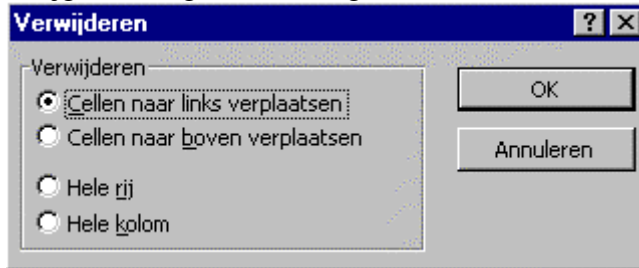 Verwijderen
Verwijderen
Cellen naar links verplaatsen
Cellen naar boven verplaatsen
Hele rij
Hele kolom
OK
Annuleren